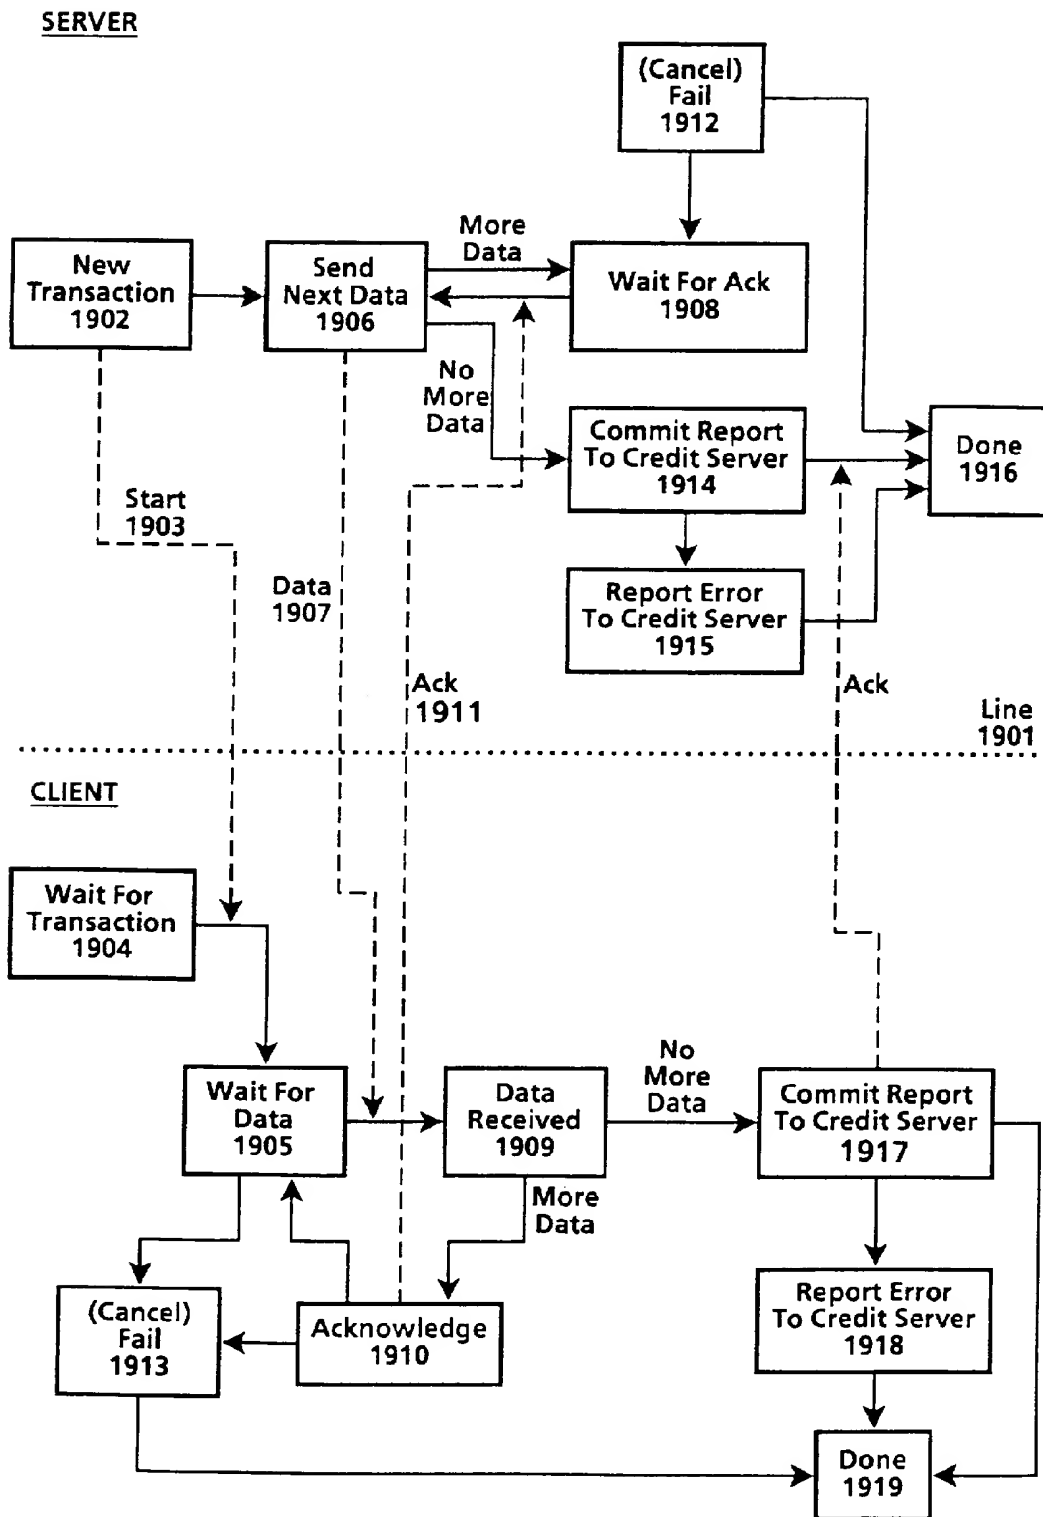 SERVER
(Cancel)
Fail
1912
New
Transaction
1902
Send
Next Data
1906
More
Data
Wait For Ack
1908
No
More
Data
Commit Report
To Credit Server
1914
Done
1916
Start
1903
Data
1907
Report Error
To Credit Server
1915
Ack
1911
Ack
Line
1901
CLIENT
Wait For
Transaction
1904
Wait For
Data
1905
Data
Received
1909
No
More
Data
Commit Report
To Credit Server
1917
More
Data
(Cancel)
Fail
1913
Acknowledge
1910
Report Error
To Credit Server
1918
Done
1919